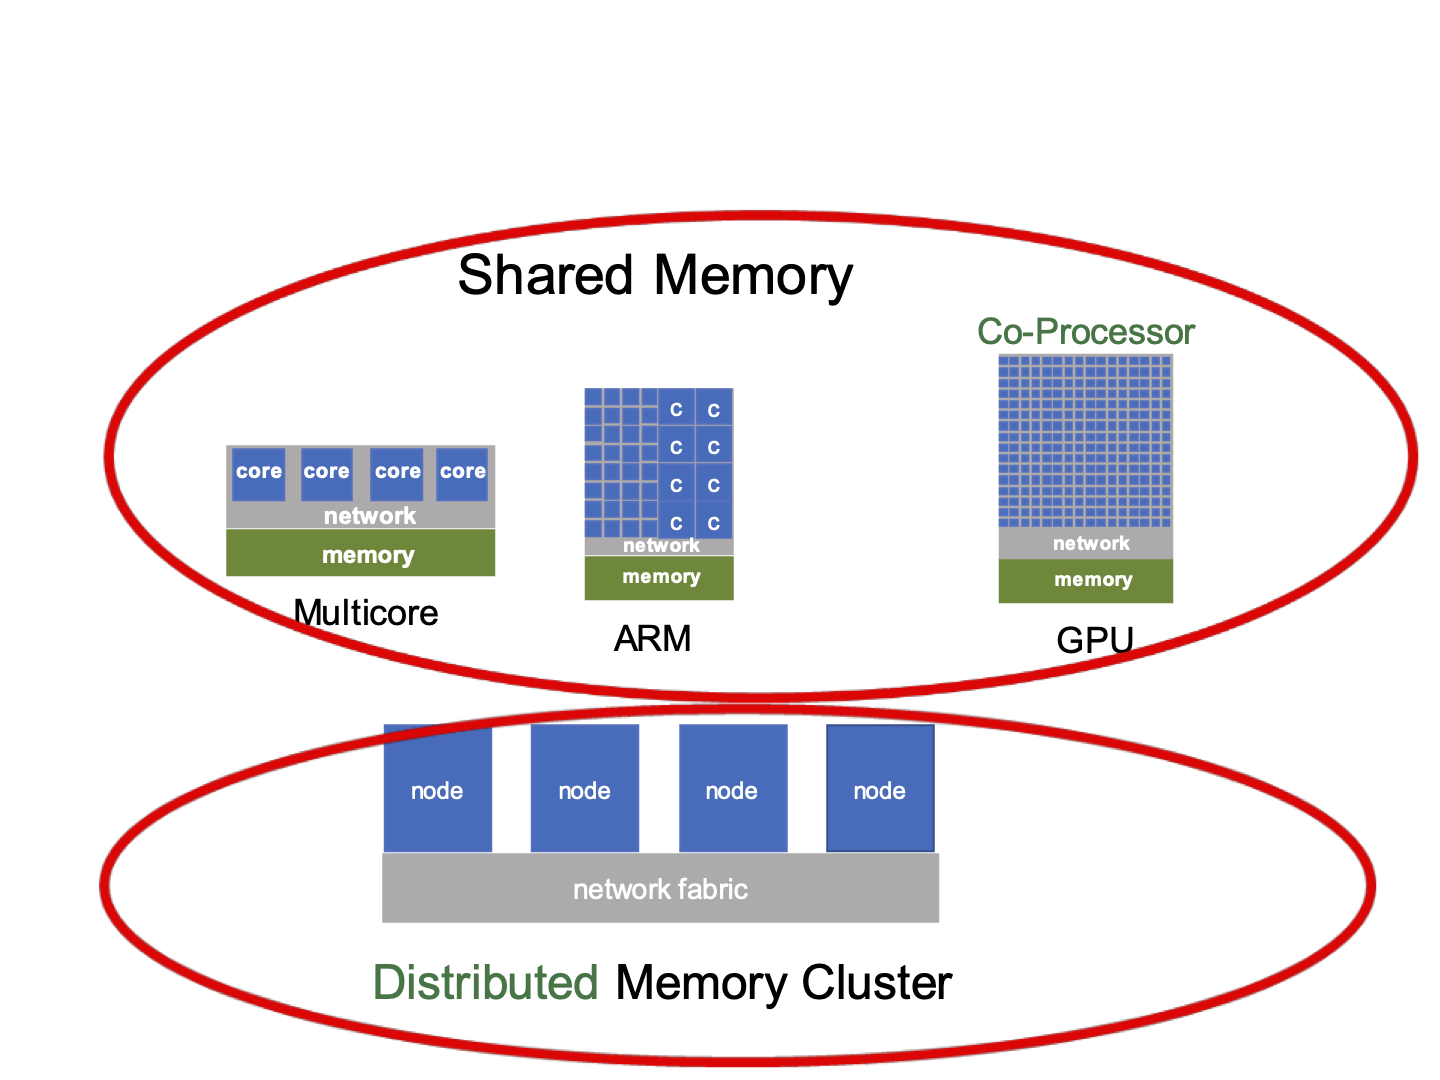 Shared Memory
Co-Processor
core core core core
network
memory
Multicore
C C
C C
C C
C C
network
memory
ARM
network
memory
GPU
node node node node
network fabric
Distributed Memory Cluster